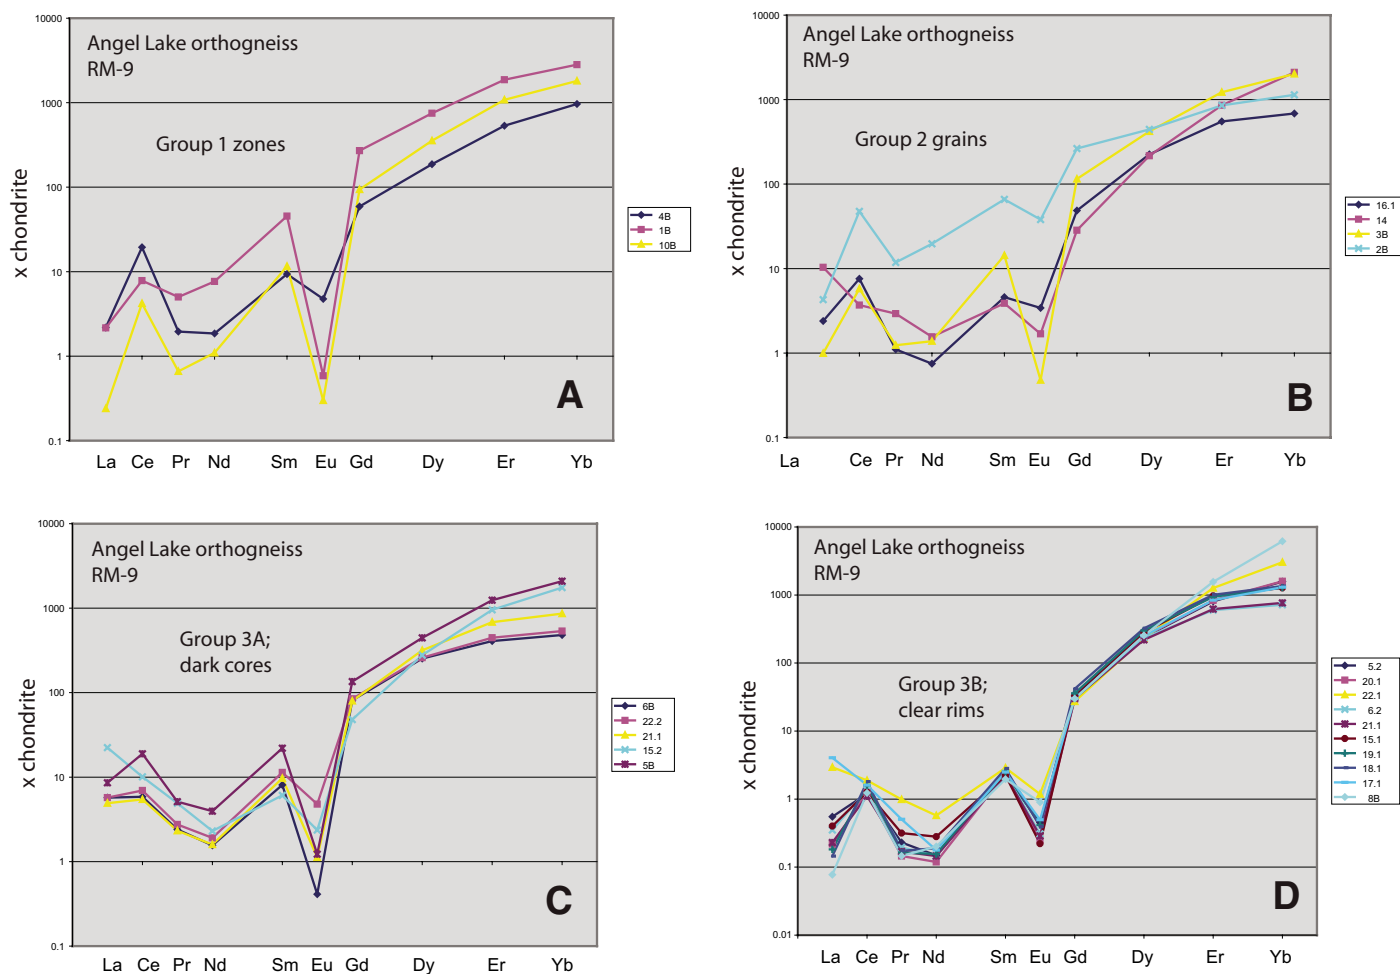 Angel Lake orthogneiss
RM-9
Group 1 zones
x chondrite
10000
1000
100
10
1
0.1
La Ce Pr Nd Sm Eu Gd Dy Er Yb
4B
1B
10B
A
Angel Lake orthogneiss
RM-9
Group 2 grains
x chondrite
10000
1000
100
10
1
0.1
La Ce Pr Nd Sm Eu Gd Dy Er Yb
16.1
14
3B
2B
B
Angel Lake orthogneiss
RM-9
Group 3A;
dark cores
x chondrite
10000
1000
100
10
1
0.1
La Ce Pr Nd Sm Eu Gd Dy Er Yb
6B
22.2
21.1
15.2
5B
C
Angel Lake orthogneiss
RM-9
Group 3B;
clear rims
x chondrite
10000
1000
100
10
1
0.1
0.01
La Ce Pr Nd Sm Eu Gd Dy Er Yb
5.2
20.1
22.1
6.2
21.1
15.1
19.1
18.1
17.1
8B
D